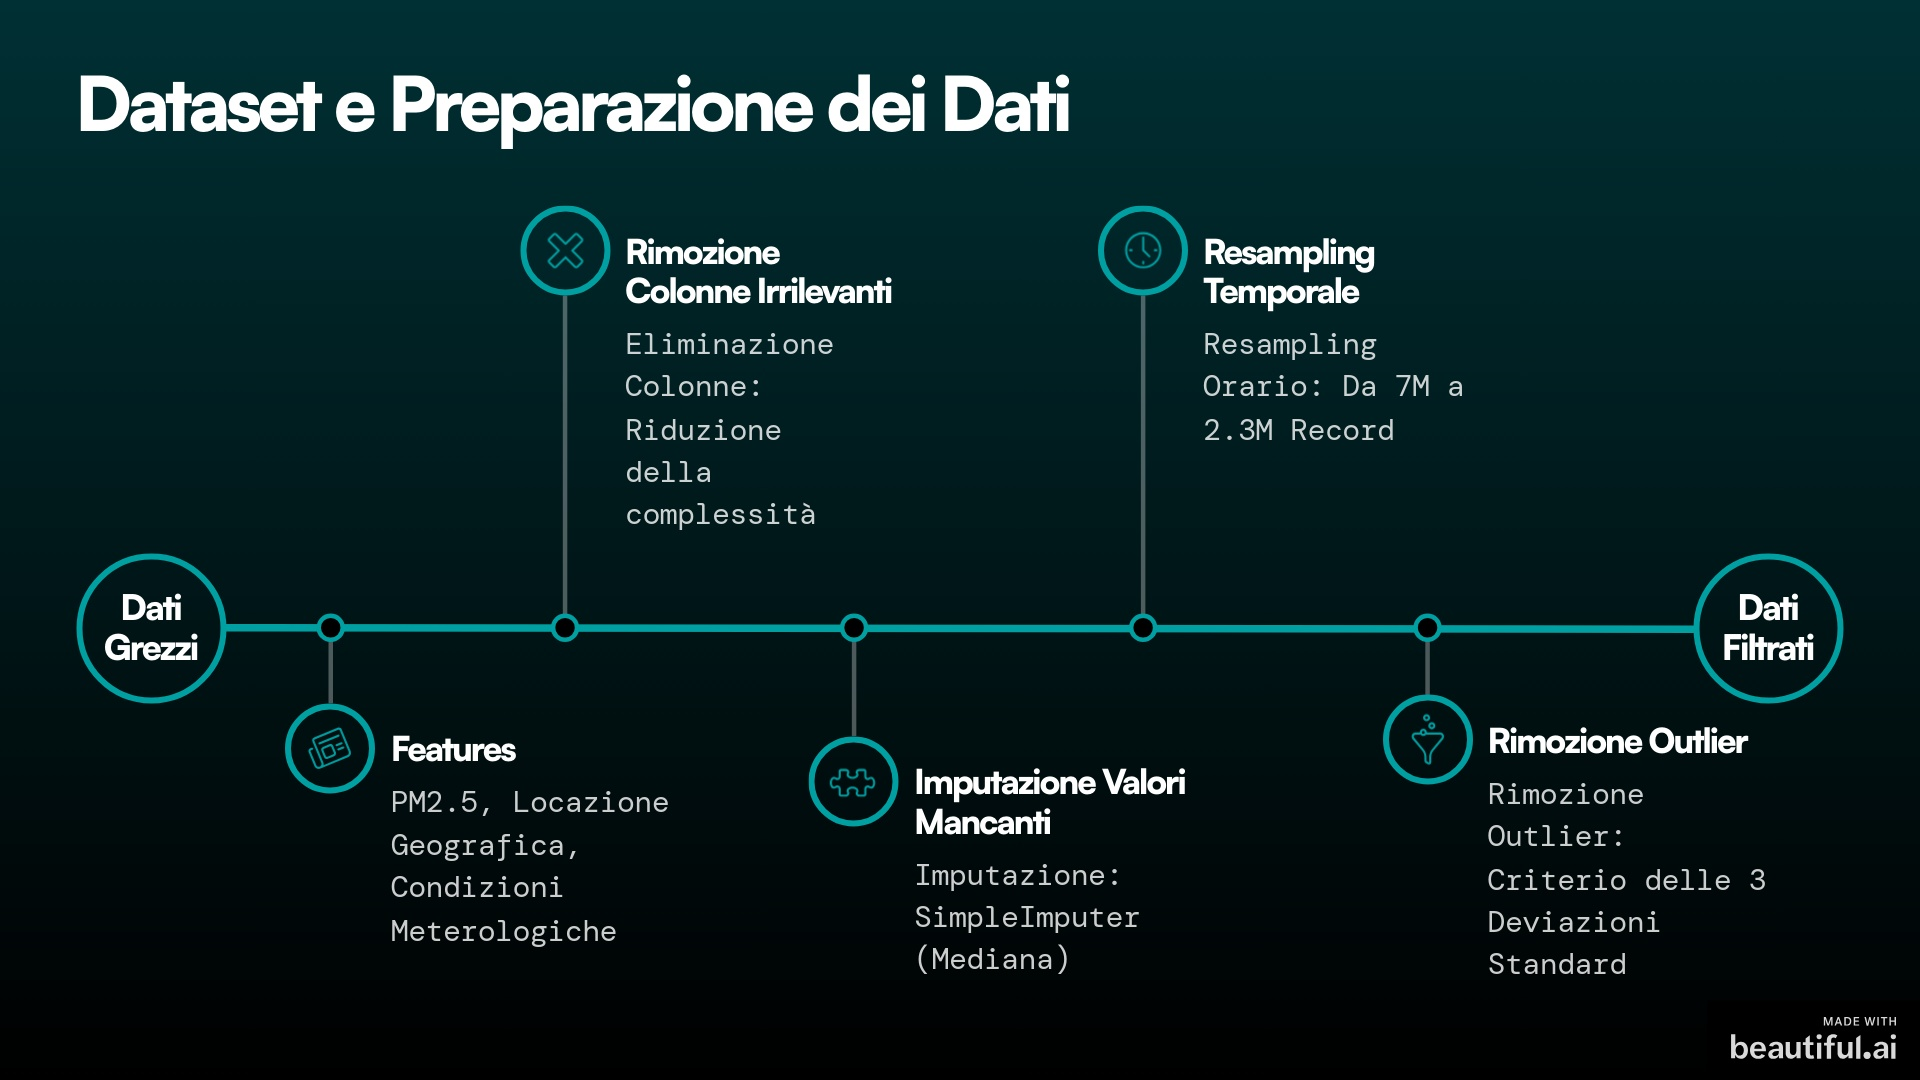 Dataset e Preparazione dei Dati
Rimozione
Colonne Irrilevanti
Eliminazione
Colonne:
Riduzione
della
complessità
Resampling
Temporale
Resampling
Orario: Da 7M a
2.3M Record
Dati
Grezzi
Dati
Filtrati
Features
PM2.5, Locazione
Geografica,
Condizioni
Meterologiche
Imputazione Valori
Mancanti
Imputazione:
SimpleImputer
(Mediana)
Rimozione Outlier
Rimozione
Outlier:
Criterio delle 3
Deviazioni
Standard
MADE WITH
beautiful.ai